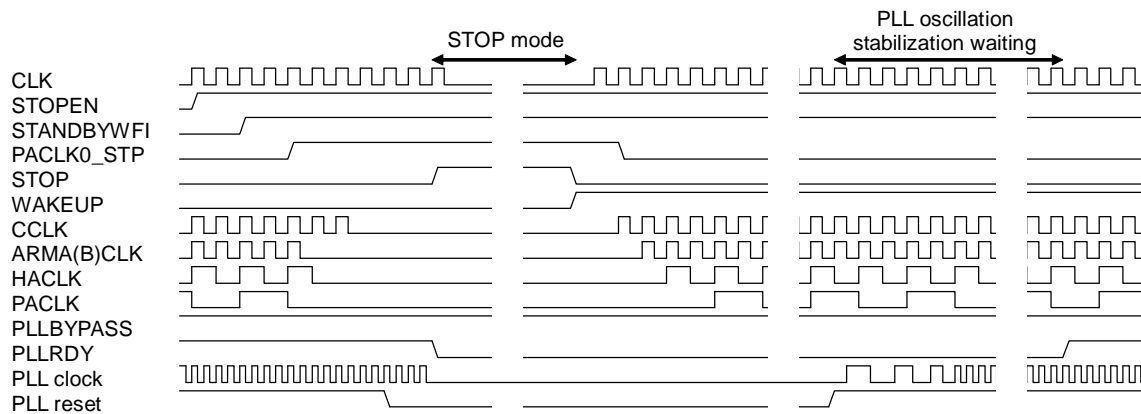 PLL oscillation
stabilization waiting
STOP mode
CLK
STOPEN
STANDBYWFI
PACLK0_STP
STOP
WAKEUP
CCLK
ARMA(B)CLK
HACLK
PACLK
PLLBYPASS
PLLRDY
PLL clock
PLL reset